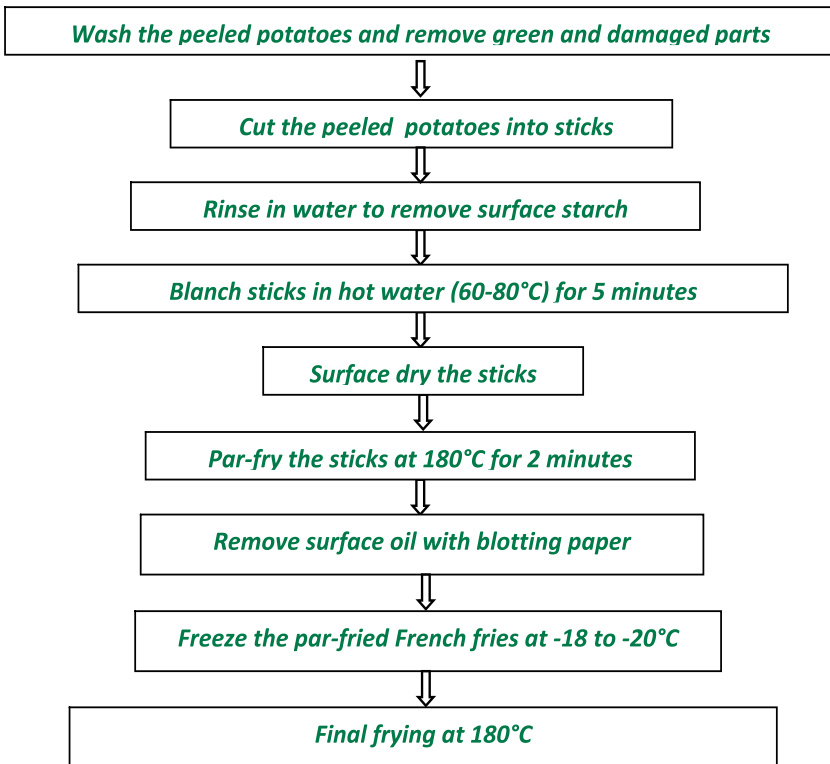 Wash the peeled potatoes and remove green and damaged parts
Cut the peeled potatoes into sticks
Rinse in water to remove surface starch
Blanch sticks in hot water (60-80°C) for 5 minutes
Surface dry the sticks
Par-fry the sticks at 180°C for 2 minutes
Remove surface oil with blotting paper
Freeze the par-fried French fries at -18 to -20°C
Final frying at 180°C